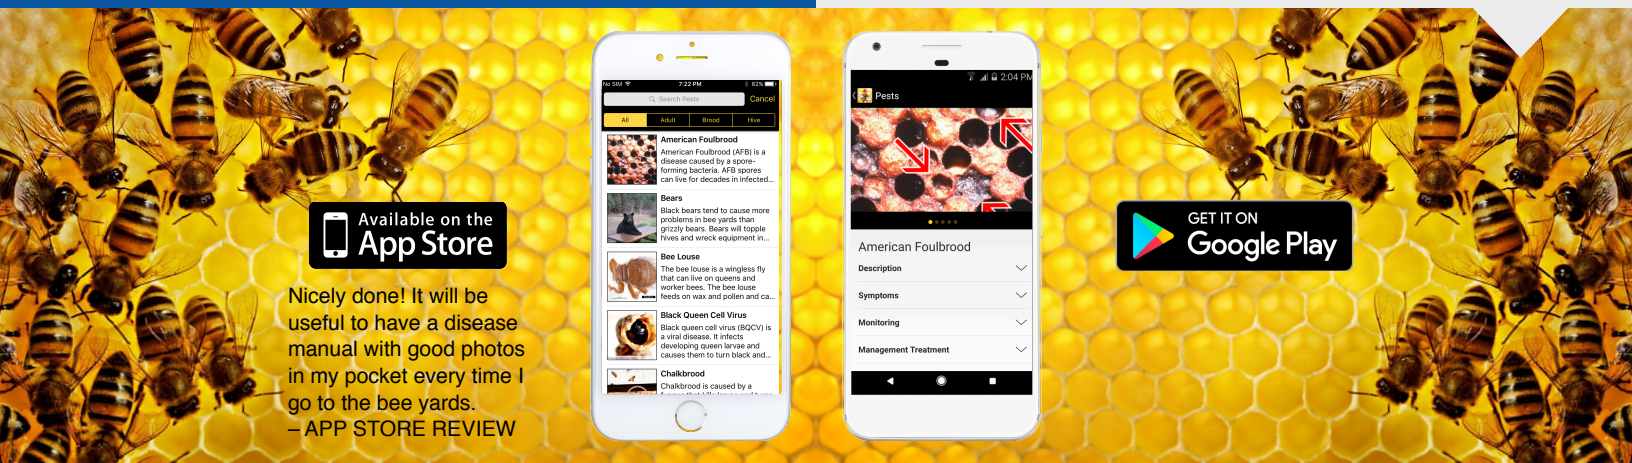 Available on the
App Store
Nicely done! It will be
useful to have a disease
manual with good photos
in my pocket every time I
go to the bee yards.
– APP STORE REVIEW
No SIM 7:22 PM 82%
Search Pests Cancel
All Adult Brood Hive
American Foulbrood
American Foulbrood (AFB) is a
disease caused by a spore-
forming bacteria. AFB spores
can live for decades in infected...
Bears
Black bears tend to cause more
problems in bee yards than
grizzly bears. Bears will topple
hives and wreck equipment in...
Bee Louse
The bee louse is a wingless fly
that can live on queens and
worker bees. The bee louse
feeds on wax and pollen and ca...
Black Queen Cell Virus
Black queen cell virus (BQCV) is
a viral disease. It infects
developing queen larvae and
causes them to turn black and...
Chalkbrood
Chalkbrood is caused by a
2:04 PM
Pests
American Foulbrood
Description
Symptoms
Monitoring
Management Treatment
GET IT ON
Google Play